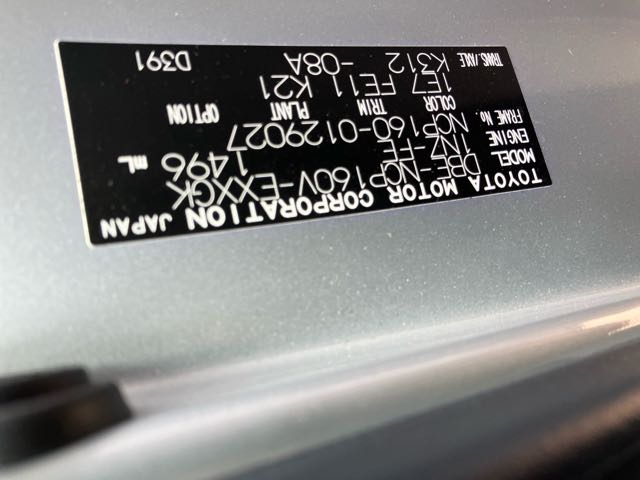 TOYOTA MOTOR CORPORATION JAPAN
MODEL DBE-NCP160V-EXXGK
ENGINE 1NZ-FE 1496 mL
FRAME No. NCP160-0129027
COLOR TRIM PLANT OPTION
1E7 FE11 K21
TRANS./AXLE K312 -08A D391